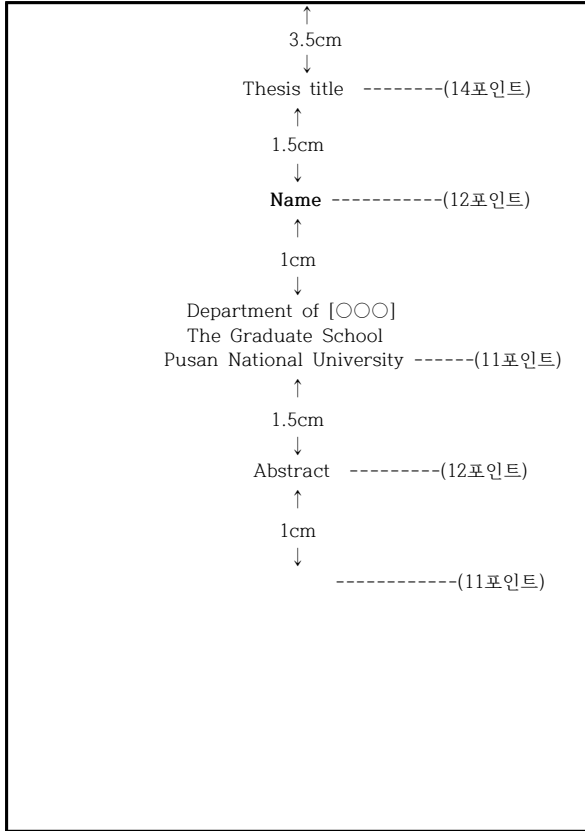 ↑
3.5cm
↓
Thesis title --------(14포인트)
↑
1.5cm
↓
Name -----------(12포인트)
↑
1cm
↓
Department of [○○○]
The Graduate School
Pusan National University ------(11포인트)
↑
1.5cm
↓
Abstract ---------(12포인트)
↑
1cm
↓
------------(11포인트)